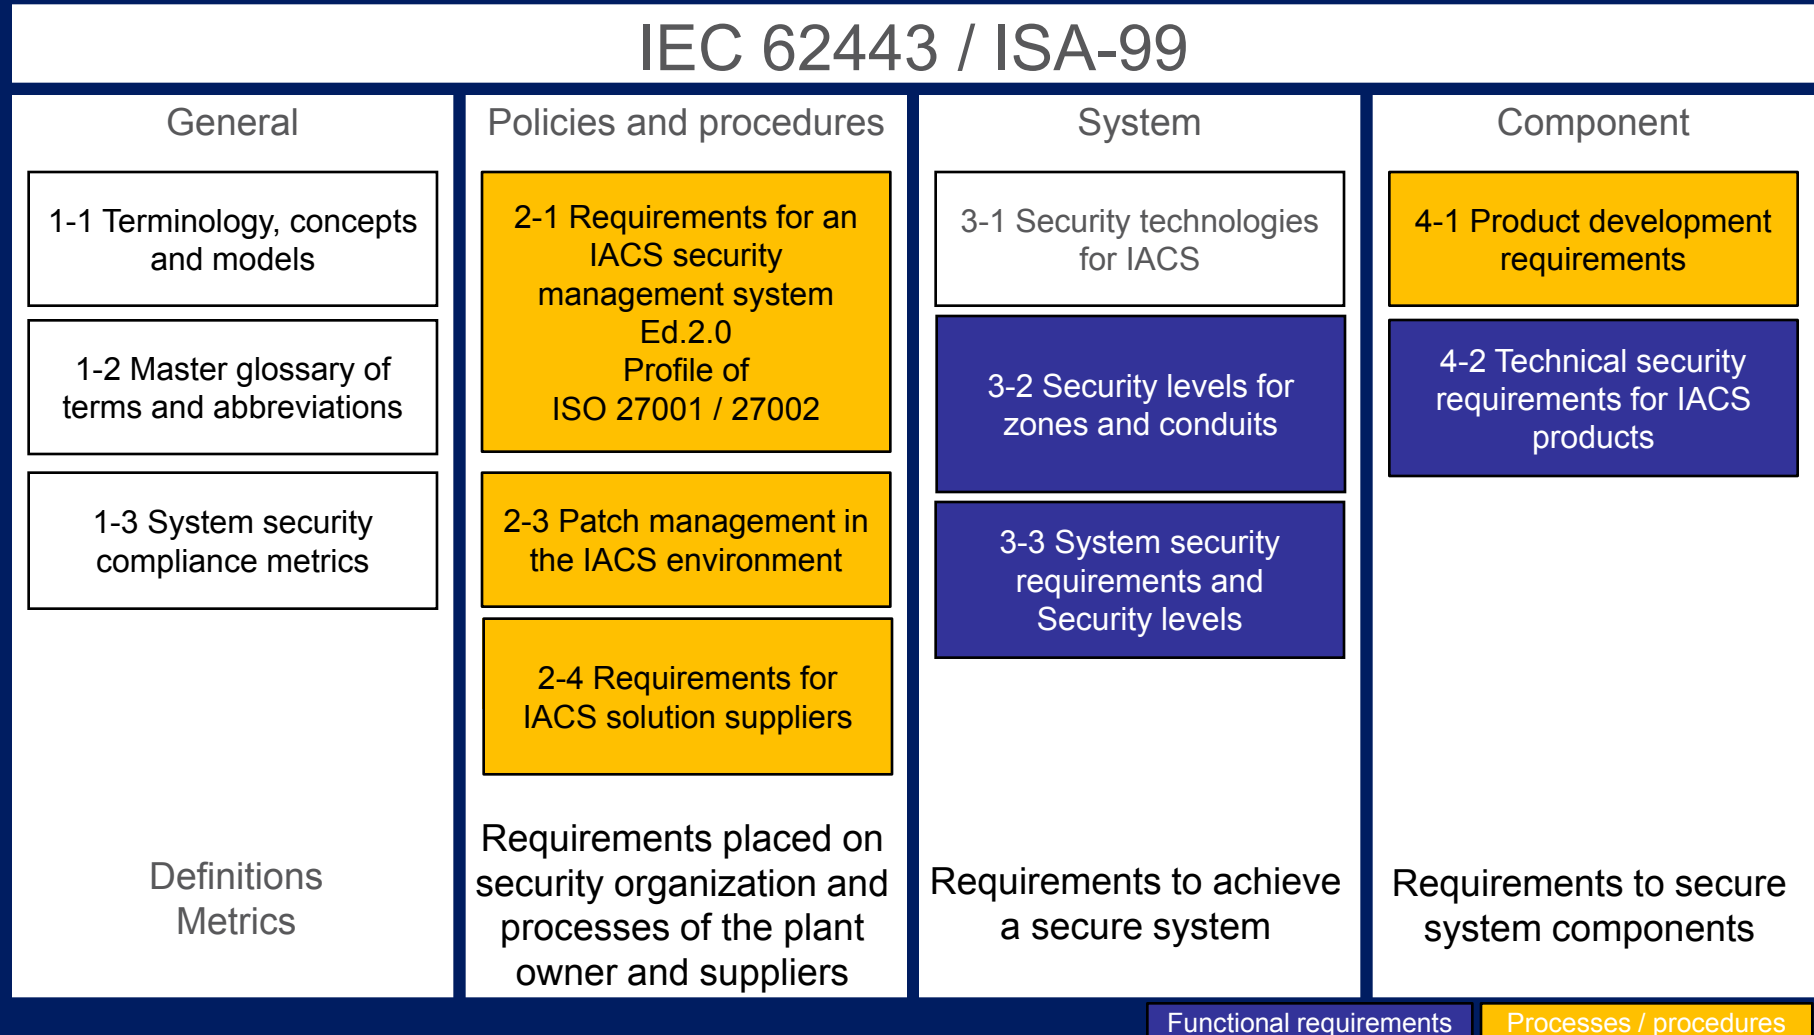 IEC 62443 / ISA-99
General
1-1 Terminology, concepts
and models
1-2 Master glossary of
terms and abbreviations
1-3 System security
compliance metrics
Definitions
Metrics
Policies and procedures
2-1 Requirements for an
IACS security
management system
Ed.2.0
Profile of
ISO 27001 / 27002
2-3 Patch management in
the IACS environment
2-4 Requirements for
IACS solution suppliers
Requirements placed on
security organization and
processes of the plant
owner and suppliers
System
3-1 Security technologies
for IACS
3-2 Security levels for
zones and conduits
3-3 System security
requirements and
Security levels
Requirements to achieve
a secure system
Component
4-1 Product development
requirements
4-2 Technical security
requirements for IACS
products
Requirements to secure
system components
Functional requirements
Processes / procedures